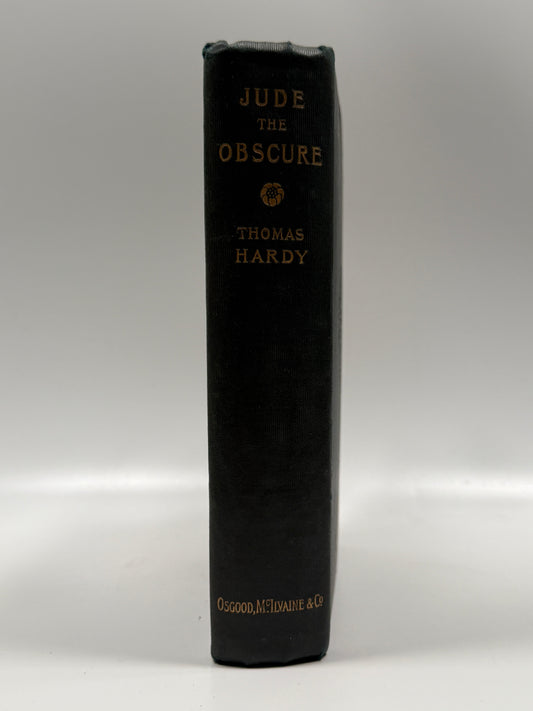 JUDE
THE
OBSCURE
THOMAS
HARDY
OSGOOD, McILVAINE & Co